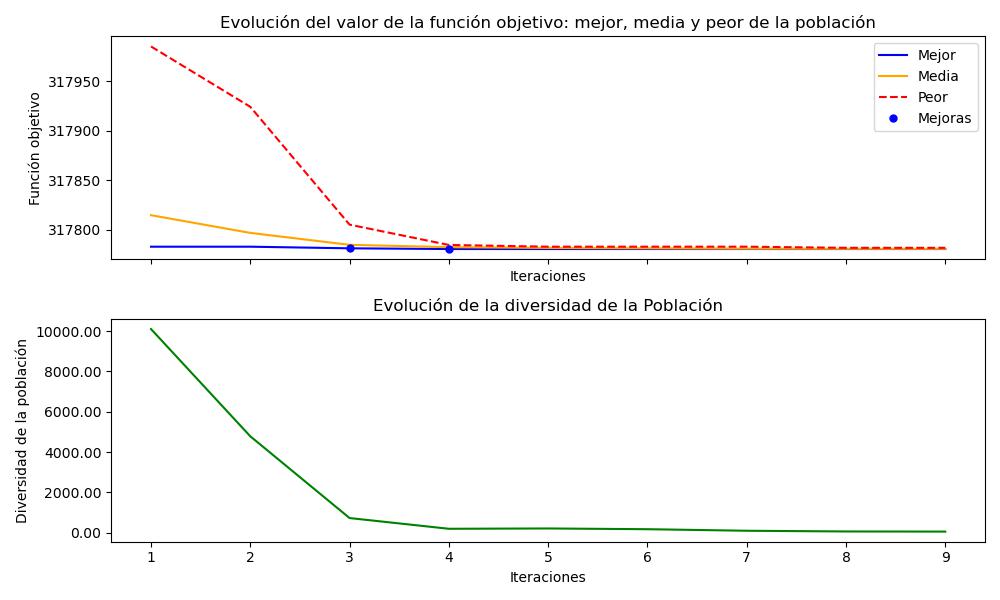 Evolución del valor de la función objetivo: mejor, media y peor de la población
Función objetivo
317950
317900
317850
317800
Mejor
Media
Peor
Mejoras
Iteraciones
Evolución de la diversidad de la Población
Diversidad de la población
10000.00
8000.00
6000.00
4000.00
2000.00
0.00
1 2 3 4 5 6 7 8 9
Iteraciones